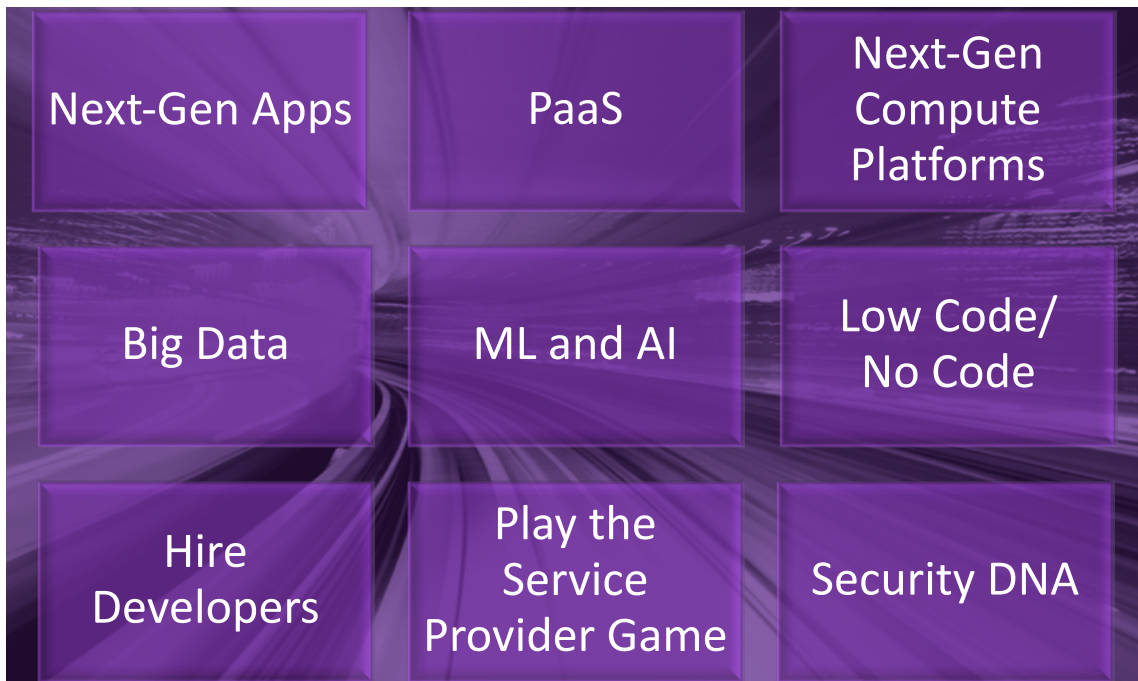 Next-Gen Apps
PaaS
Next-Gen
Compute
Platforms
Big Data
ML and AI
Low Code/
No Code
Hire
Developers
Play the
Service
Provider Game
Security DNA